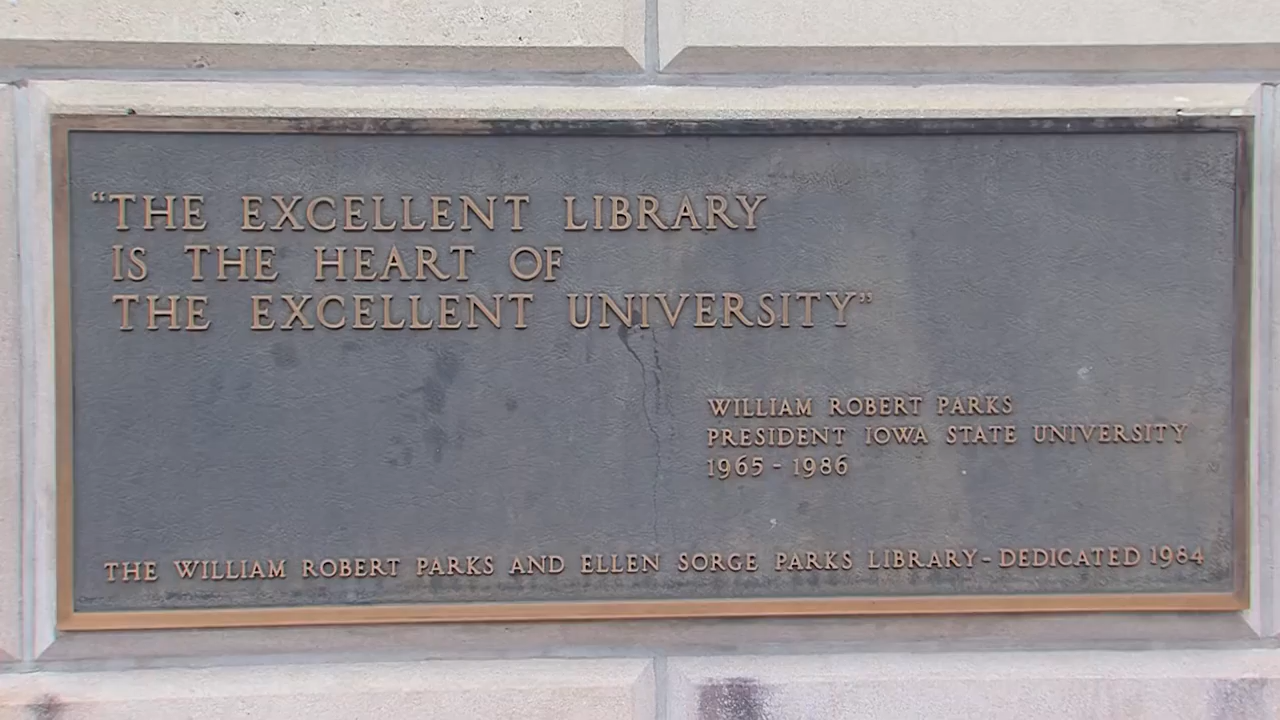 “THE EXCELLENT LIBRARY
IS THE HEART OF
THE EXCELLENT UNIVERSITY”
WILLIAM ROBERT PARKS
PRESIDENT IOWA STATE UNIVERSITY
1965 - 1986
THE WILLIAM ROBERT PARKS AND ELLEN SORGE PARKS LIBRARY - DEDICATED 1984